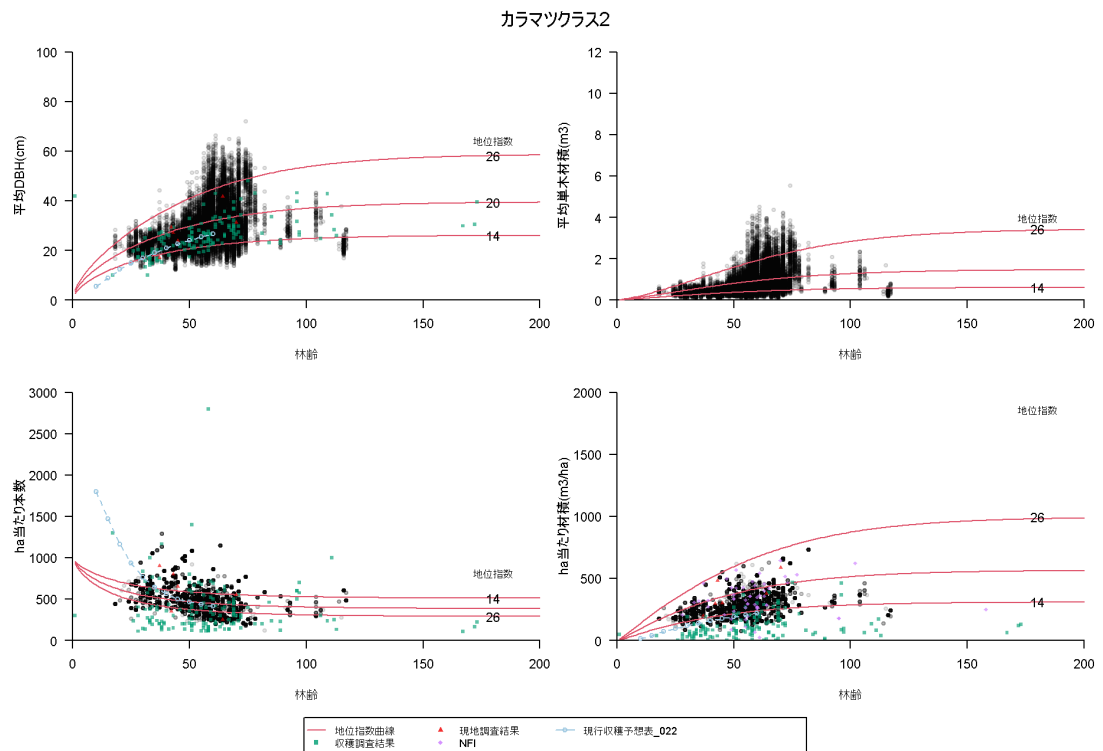 カラマツクラス2
平均DBH(cm)
100
80
60
40
20
0
地位指数
26
20
14
0 50 100 150 200
林齢
平均単木材積(m3)
12
10
8
6
4
2
0
地位指数
26
14
0 50 100 150 200
林齢
ha当たり本数
3000
2500
2000
1500
1000
500
0
地位指数
14
26
0 50 100 150 200
林齢
ha当たり材積(m3/ha)
2000
1500
1000
500
0
地位指数
26
14
0 50 100 150 200
林齢
地位指数曲線 現地調査結果 現行収穫予想表_022
収穫調査結果 NFI